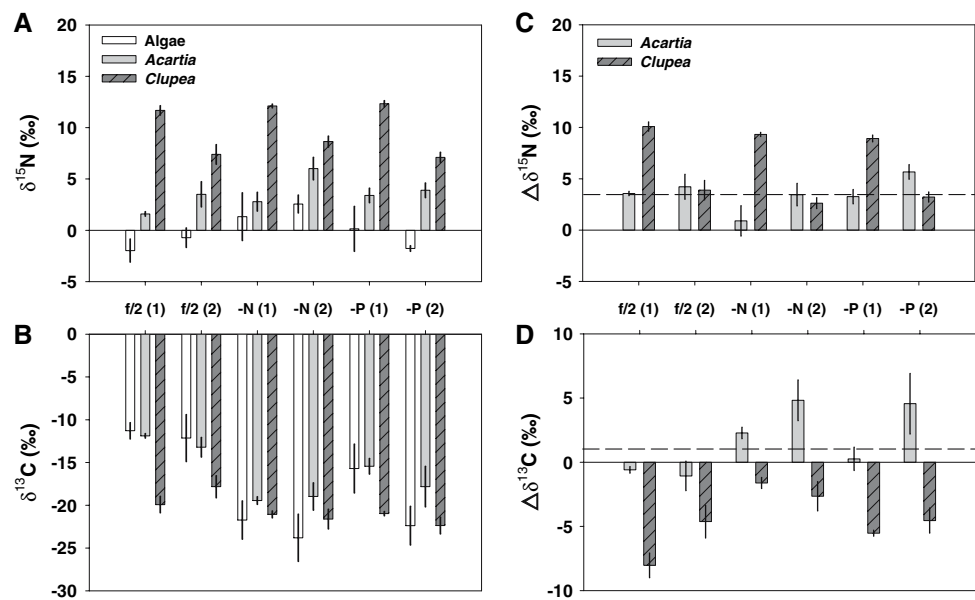 A
20
15
10
5
0
-5
δ¹⁵N (‰)
Algae
Acartia
Clupea
C
20
15
10
5
0
-5
Δδ¹⁵N (‰)
Acartia
Clupea
f/2 (1) f/2 (2) -N (1) -N (2) -P (1) -P (2)
f/2 (1) f/2 (2) -N (1) -N (2) -P (1) -P (2)
B
0
-5
-10
-15
-20
-25
-30
δ¹³C (‰)
D
10
5
0
-5
-10
Δδ¹³C (‰)